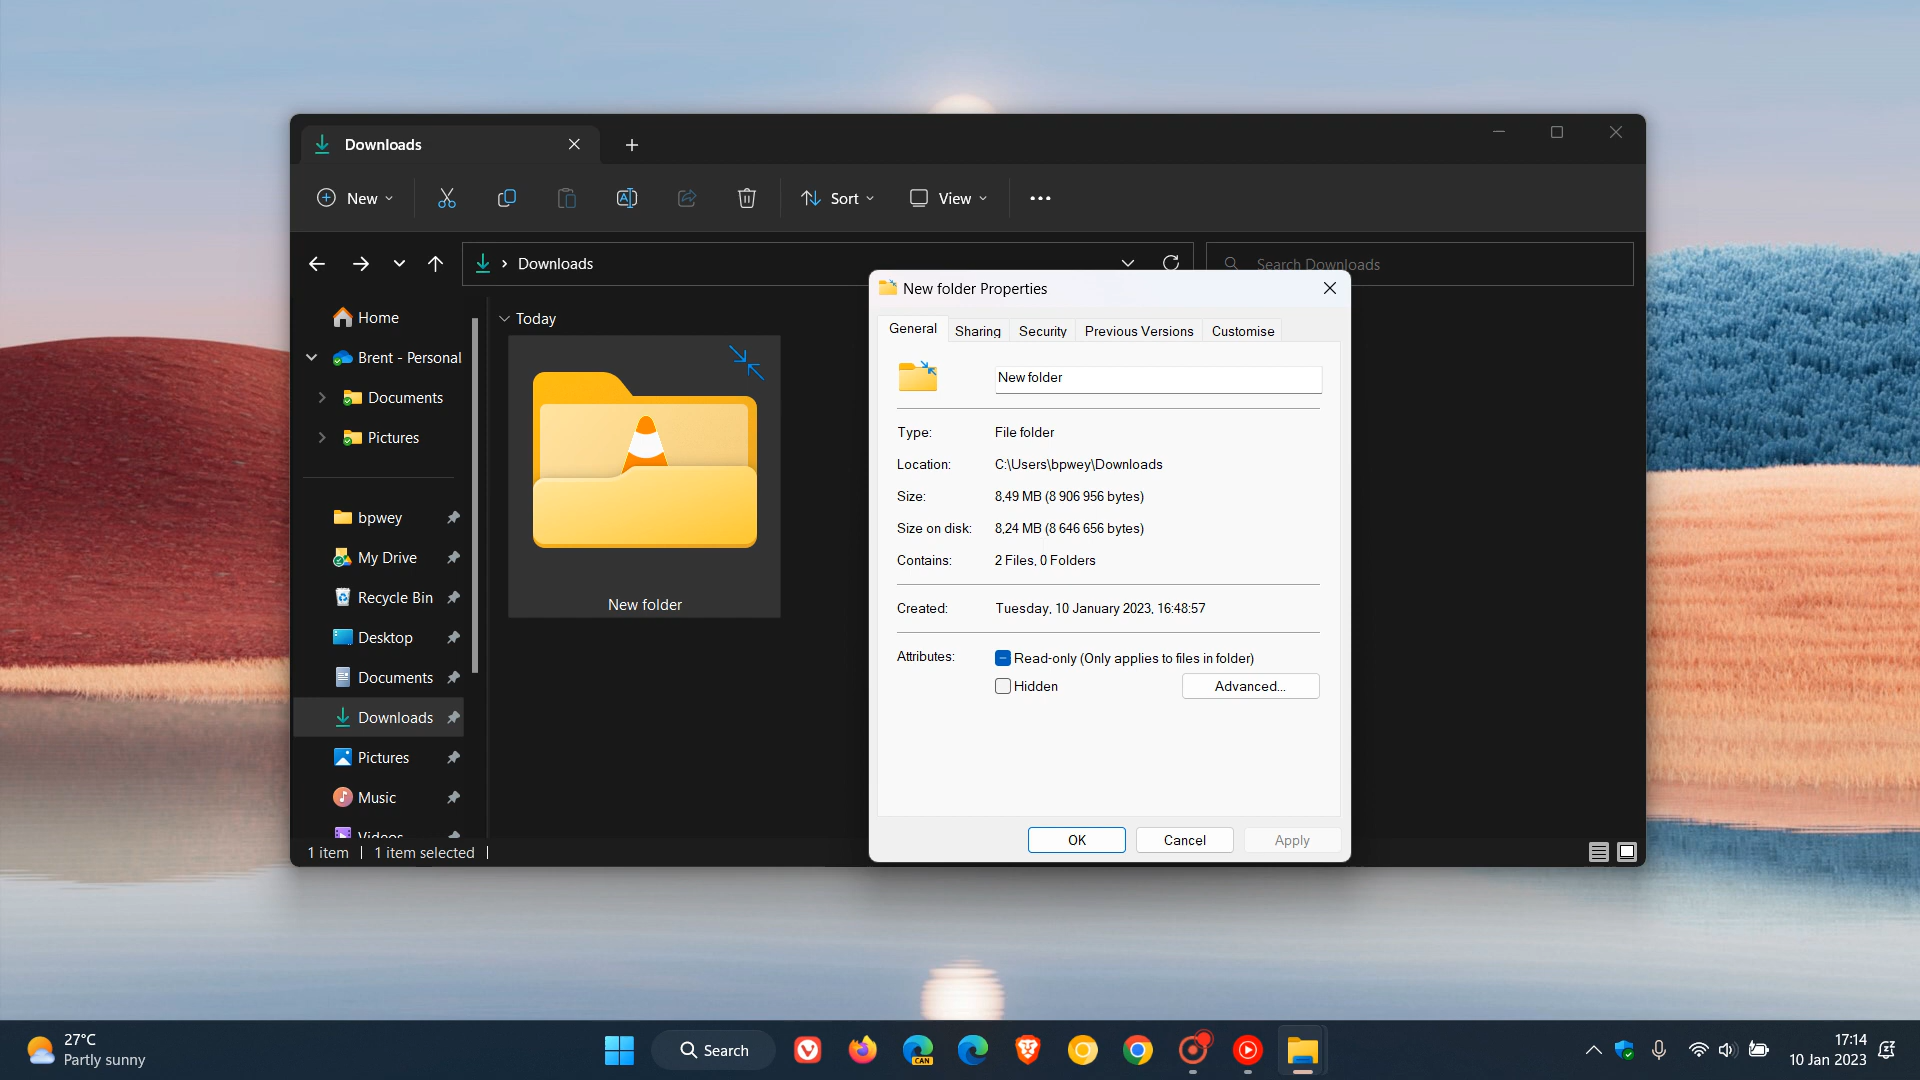 Downloads
New
Sort
View
Downloads
Search Downloads
Home
Brent - Personal
Documents
Pictures
bpwey
My Drive
Recycle Bin
Desktop
Documents
Downloads
Pictures
Music
Videos
Today
New folder
1 item
1 item selected
New folder Properties
General
Sharing
Security
Previous Versions
Customise
New folder
Type:
File folder
Location:
C:\Users\bpwey\Downloads
Size:
8,49 MB (8 906 956 bytes)
Size on disk:
8,24 MB (8 646 656 bytes)
Contains:
2 Files, 0 Folders
Created:
Tuesday, 10 January 2023, 16:48:57
Attributes:
Read-only (Only applies to files in folder)
Hidden
Advanced...
OK
Cancel
Apply
27°C
Partly sunny
Search
CAN
17:14
10 Jan 2023